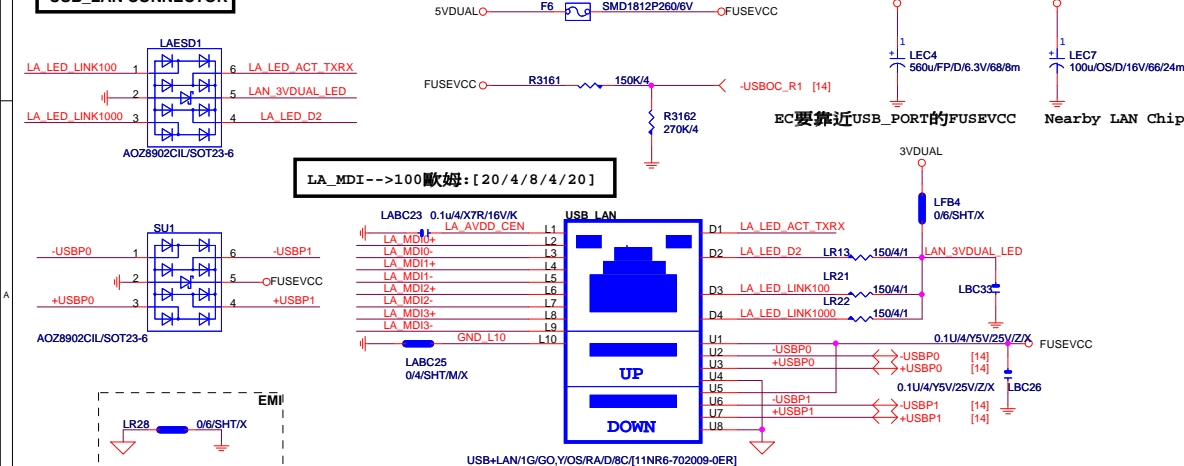 USB_LAN CONNECTOR
5VDUAL F6 SMD1812P260/6V FUSEVCC
1 LEC4 560u/FP/D/6.3V/68/8m
1 LEC7 100u/OS/D/16V/66/24m
EC要靠近USB_PORT的FUSEVCC Nearby LAN Chip
LAESD1
LA_LED_LINK100 1 6 LA_LED_ACT_TXRX
2 5 LAN_3VDUAL_LED
LA_LED_LINK1000 3 4 LA_LED_D2
AOZ8902CIL/SOT23-6
FUSEVCC R3161 150K/4 -USBOC_R1 [14]
R3162
270K/4
LA_MDI-->100歐姆:[20/4/8/4/20]
3VDUAL
LFB4
0/6/SHT/X
SU1
-USBP0 1 6 -USBP1
2 5 FUSEVCC
+USBP0 3 4 +USBP1
AOZ8902CIL/SOT23-6
LABC23 0.1u/4/X7R/16V/K USB_LAN
LA_AVDD_CEN L1
LA_MDI0+ L2
LA_MDI0- L3
LA_MDI1+ L4
LA_MDI1- L5
LA_MDI2+ L6
LA_MDI2- L7
LA_MDI3+ L8
LA_MDI3- L9
GND_L10 L10
LABC25
0/4/SHT/M/X
UP
DOWN
D1 LA_LED_ACT_TXRX
D2 LA_LED_D2 LR13 150/4/1 LAN_3VDUAL_LED
LR21
D3 LA_LED_LINK100 150/4/1
LR22
D4 LA_LED_LINK1000 150/4/1
LBC33
U1 0.1U/4/Y5V/25V/Z/X FUSEVCC
U2 -USBP0 -USBP0 [14]
U3 +USBP0 +USBP0 [14]
U4
U5 0.1U/4/Y5V/25V/Z/X LBC26
U6 -USBP1 -USBP1 [14]
U7 +USBP1 +USBP1 [14]
U8
USB+LAN/1G/GO,Y/OS/RA/D/8C/[11NR6-702009-0ER]
A
EMI
LR28 0/6/SHT/X